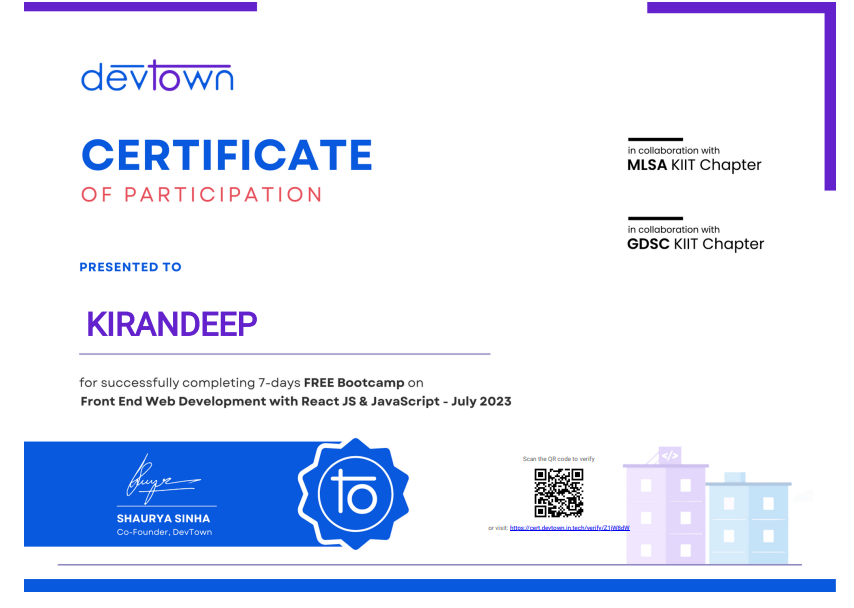 devtown
CERTIFICATE
OF PARTICIPATION
in collaboration with
MLSA KIIT Chapter
in collaboration with
GDSC KIIT Chapter
PRESENTED TO
KIRANDEEP
for successfully completing 7-days FREE Bootcamp on
Front End Web Development with React JS & JavaScript - July 2023
SHAURYA SINHA
Co-Founder, DevTown
to
Scan the QR code to verify
or visit: https://cert.devtown.in.tech/verify/Z1iW8dW
</>